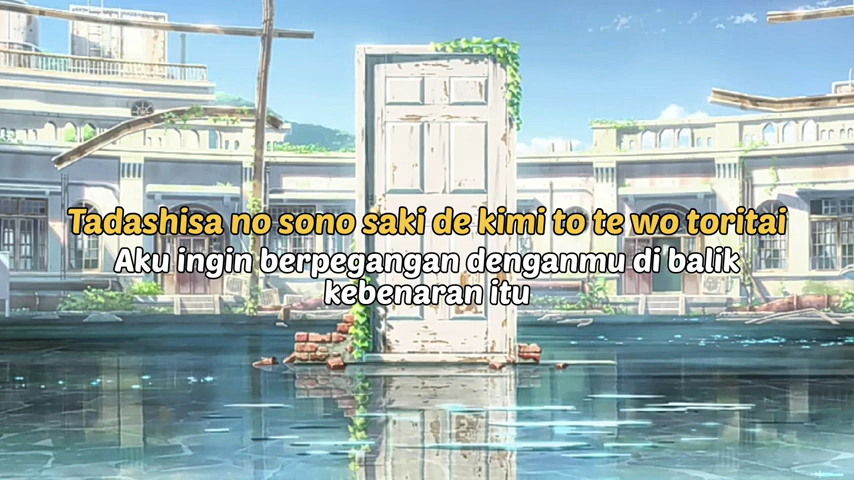 Tadashisa no sono saki de kimi to te wo toritai
Aku ingin berpegangan denganmu di balik
kebenaran itu